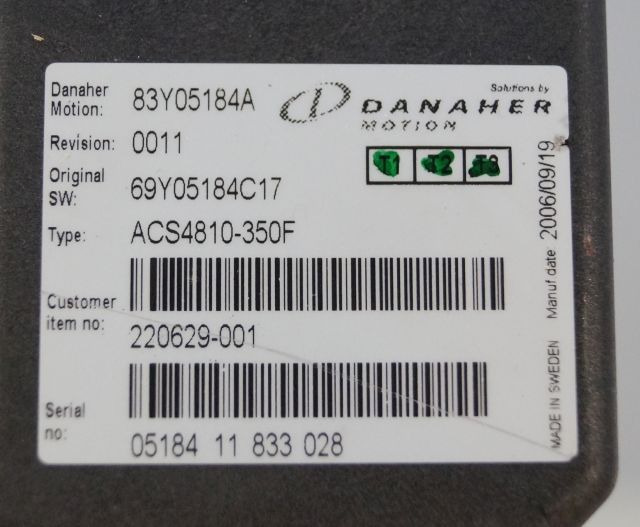 Danaher Motion: 83Y05184A
Solutions by
DANAHER
MOTION
Revision: 0011
T1 T2 T3
Original SW: 69Y05184C17
Type: ACS4810-350F
Customer item no: 220629-001
Serial no: 05184 11 833 028
MADE IN SWEDEN Manuf date: 2006/09/19